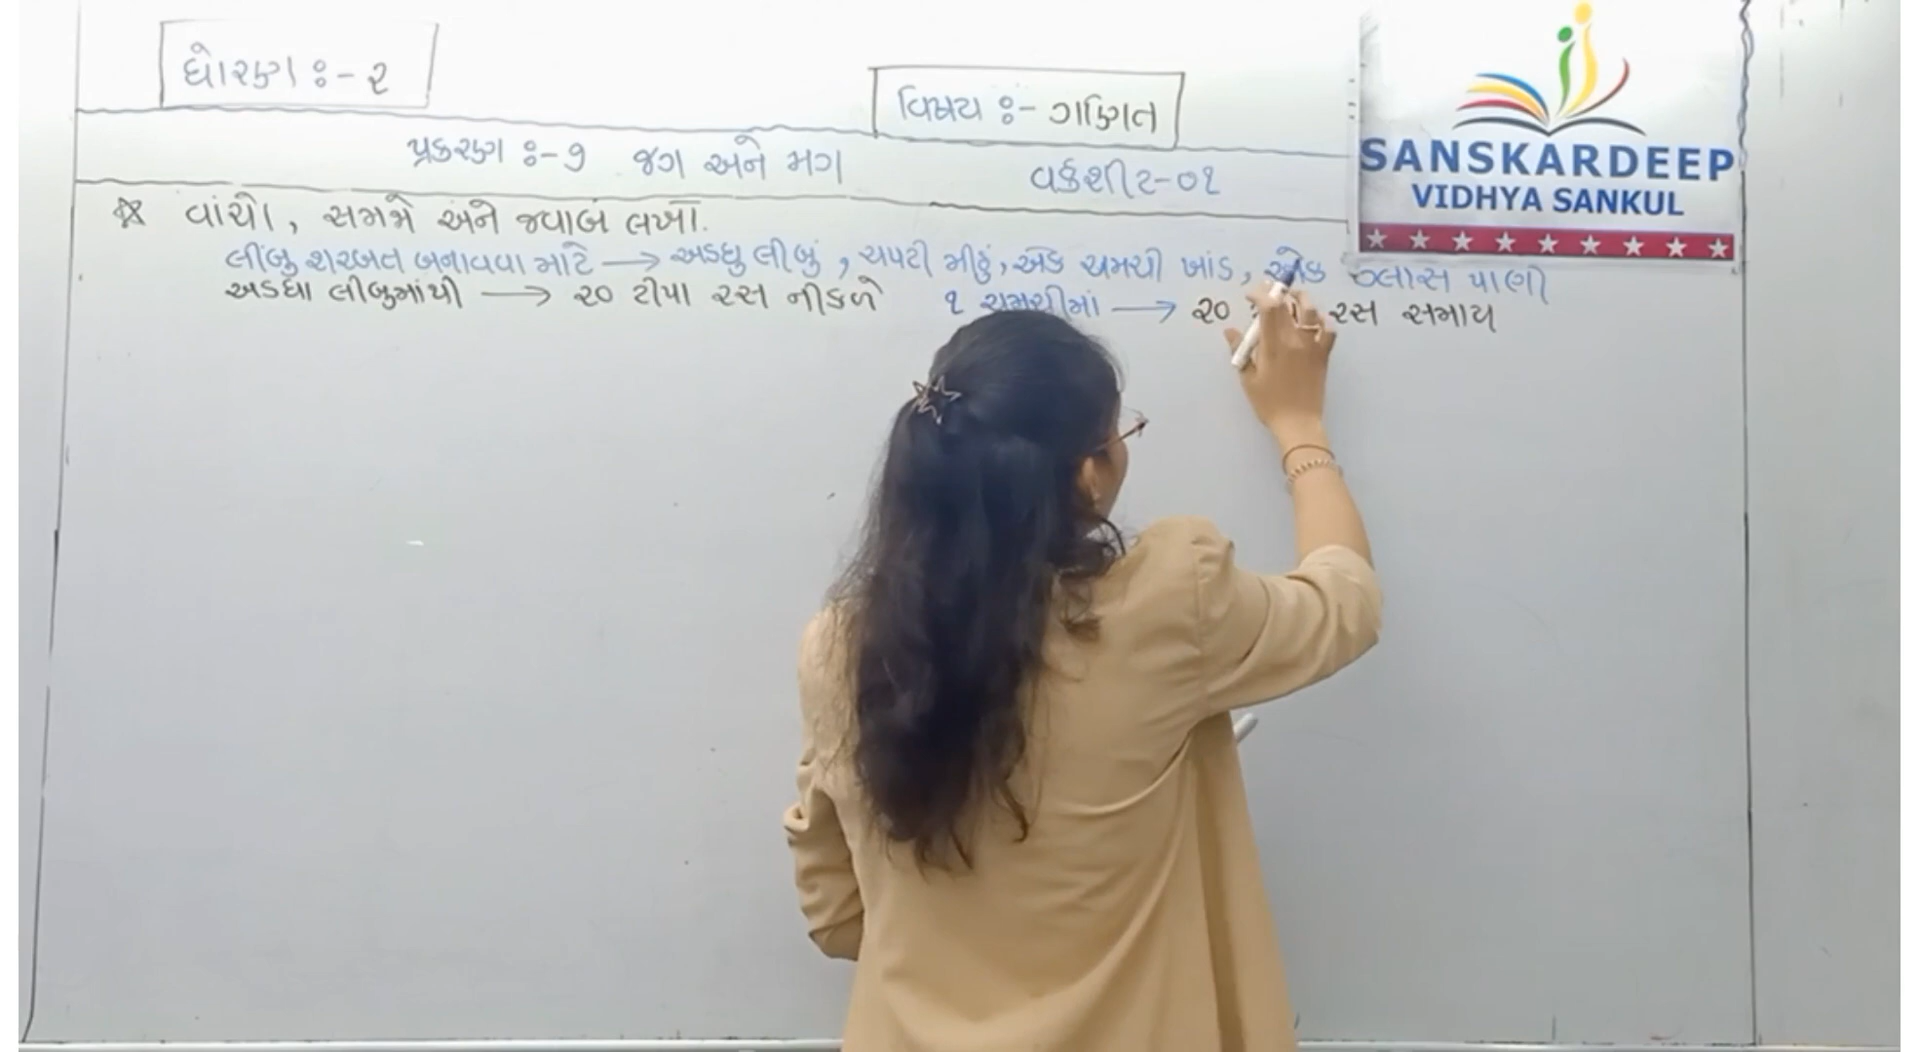 ધોરણ ઃ- ૨
વિષય ઃ- ગણિત
પ્રકરણ ઃ- ૭ જગ અને મગ
વર્કશીટ-૦૧
વાંચો, સમજો અને જવાબ લખો.
લીંબુ શરબત બનાવવા માટે → અડધુ લીંબુ, ચપટી મીઠું, એક ચમચી ખાંડ, એક ગ્લાસ પાણી
અડધા લીંબુમાંથી → ૨૦ ટીપા રસ નીકળે ૧ ચમચીમાં → ૨૦ રસ સમાય
SANSKARDEEP
VIDHYA SANKUL